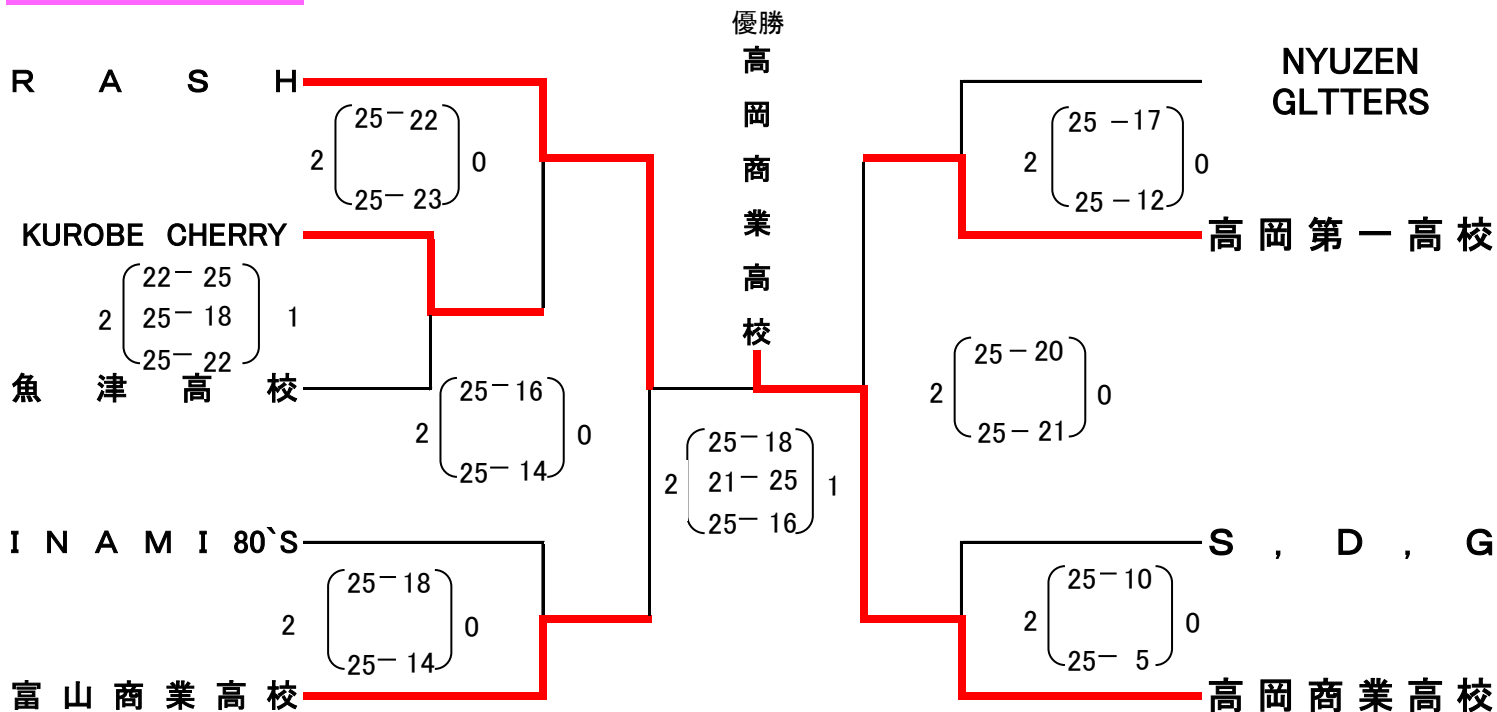 優勝
高岡商業高校
RASH
25－22
2 0
25－23
KUROBE CHERRY
22－25
2 25－18 1
25－22
魚津高校
25－16
2 0
25－14
INAMI 80`S
25－18
2 0
25－14
富山商業高校
25－18
2 21－25 1
25－16
NYUZEN
GLTTERS
25－17
2 0
25－12
高岡第一高校
25－20
2 0
25－21
S,D,G
25－10
2 0
25－5
高岡商業高校